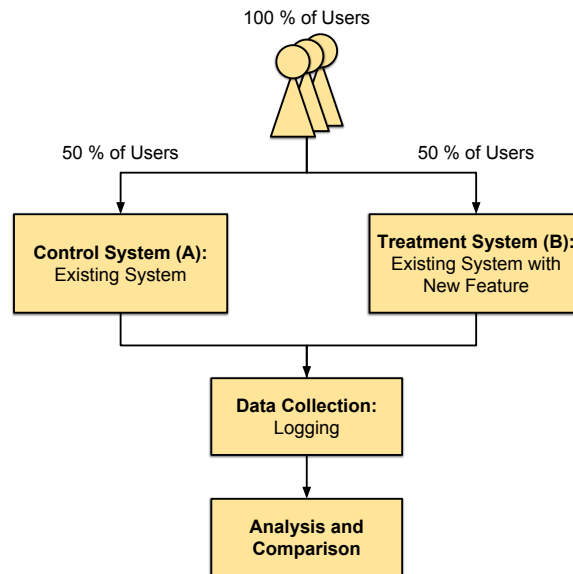 100 % of Users
50 % of Users
50 % of Users
Control System (A):
Existing System
Treatment System (B):
Existing System with
New Feature
Data Collection:
Logging
Analysis and
Comparison